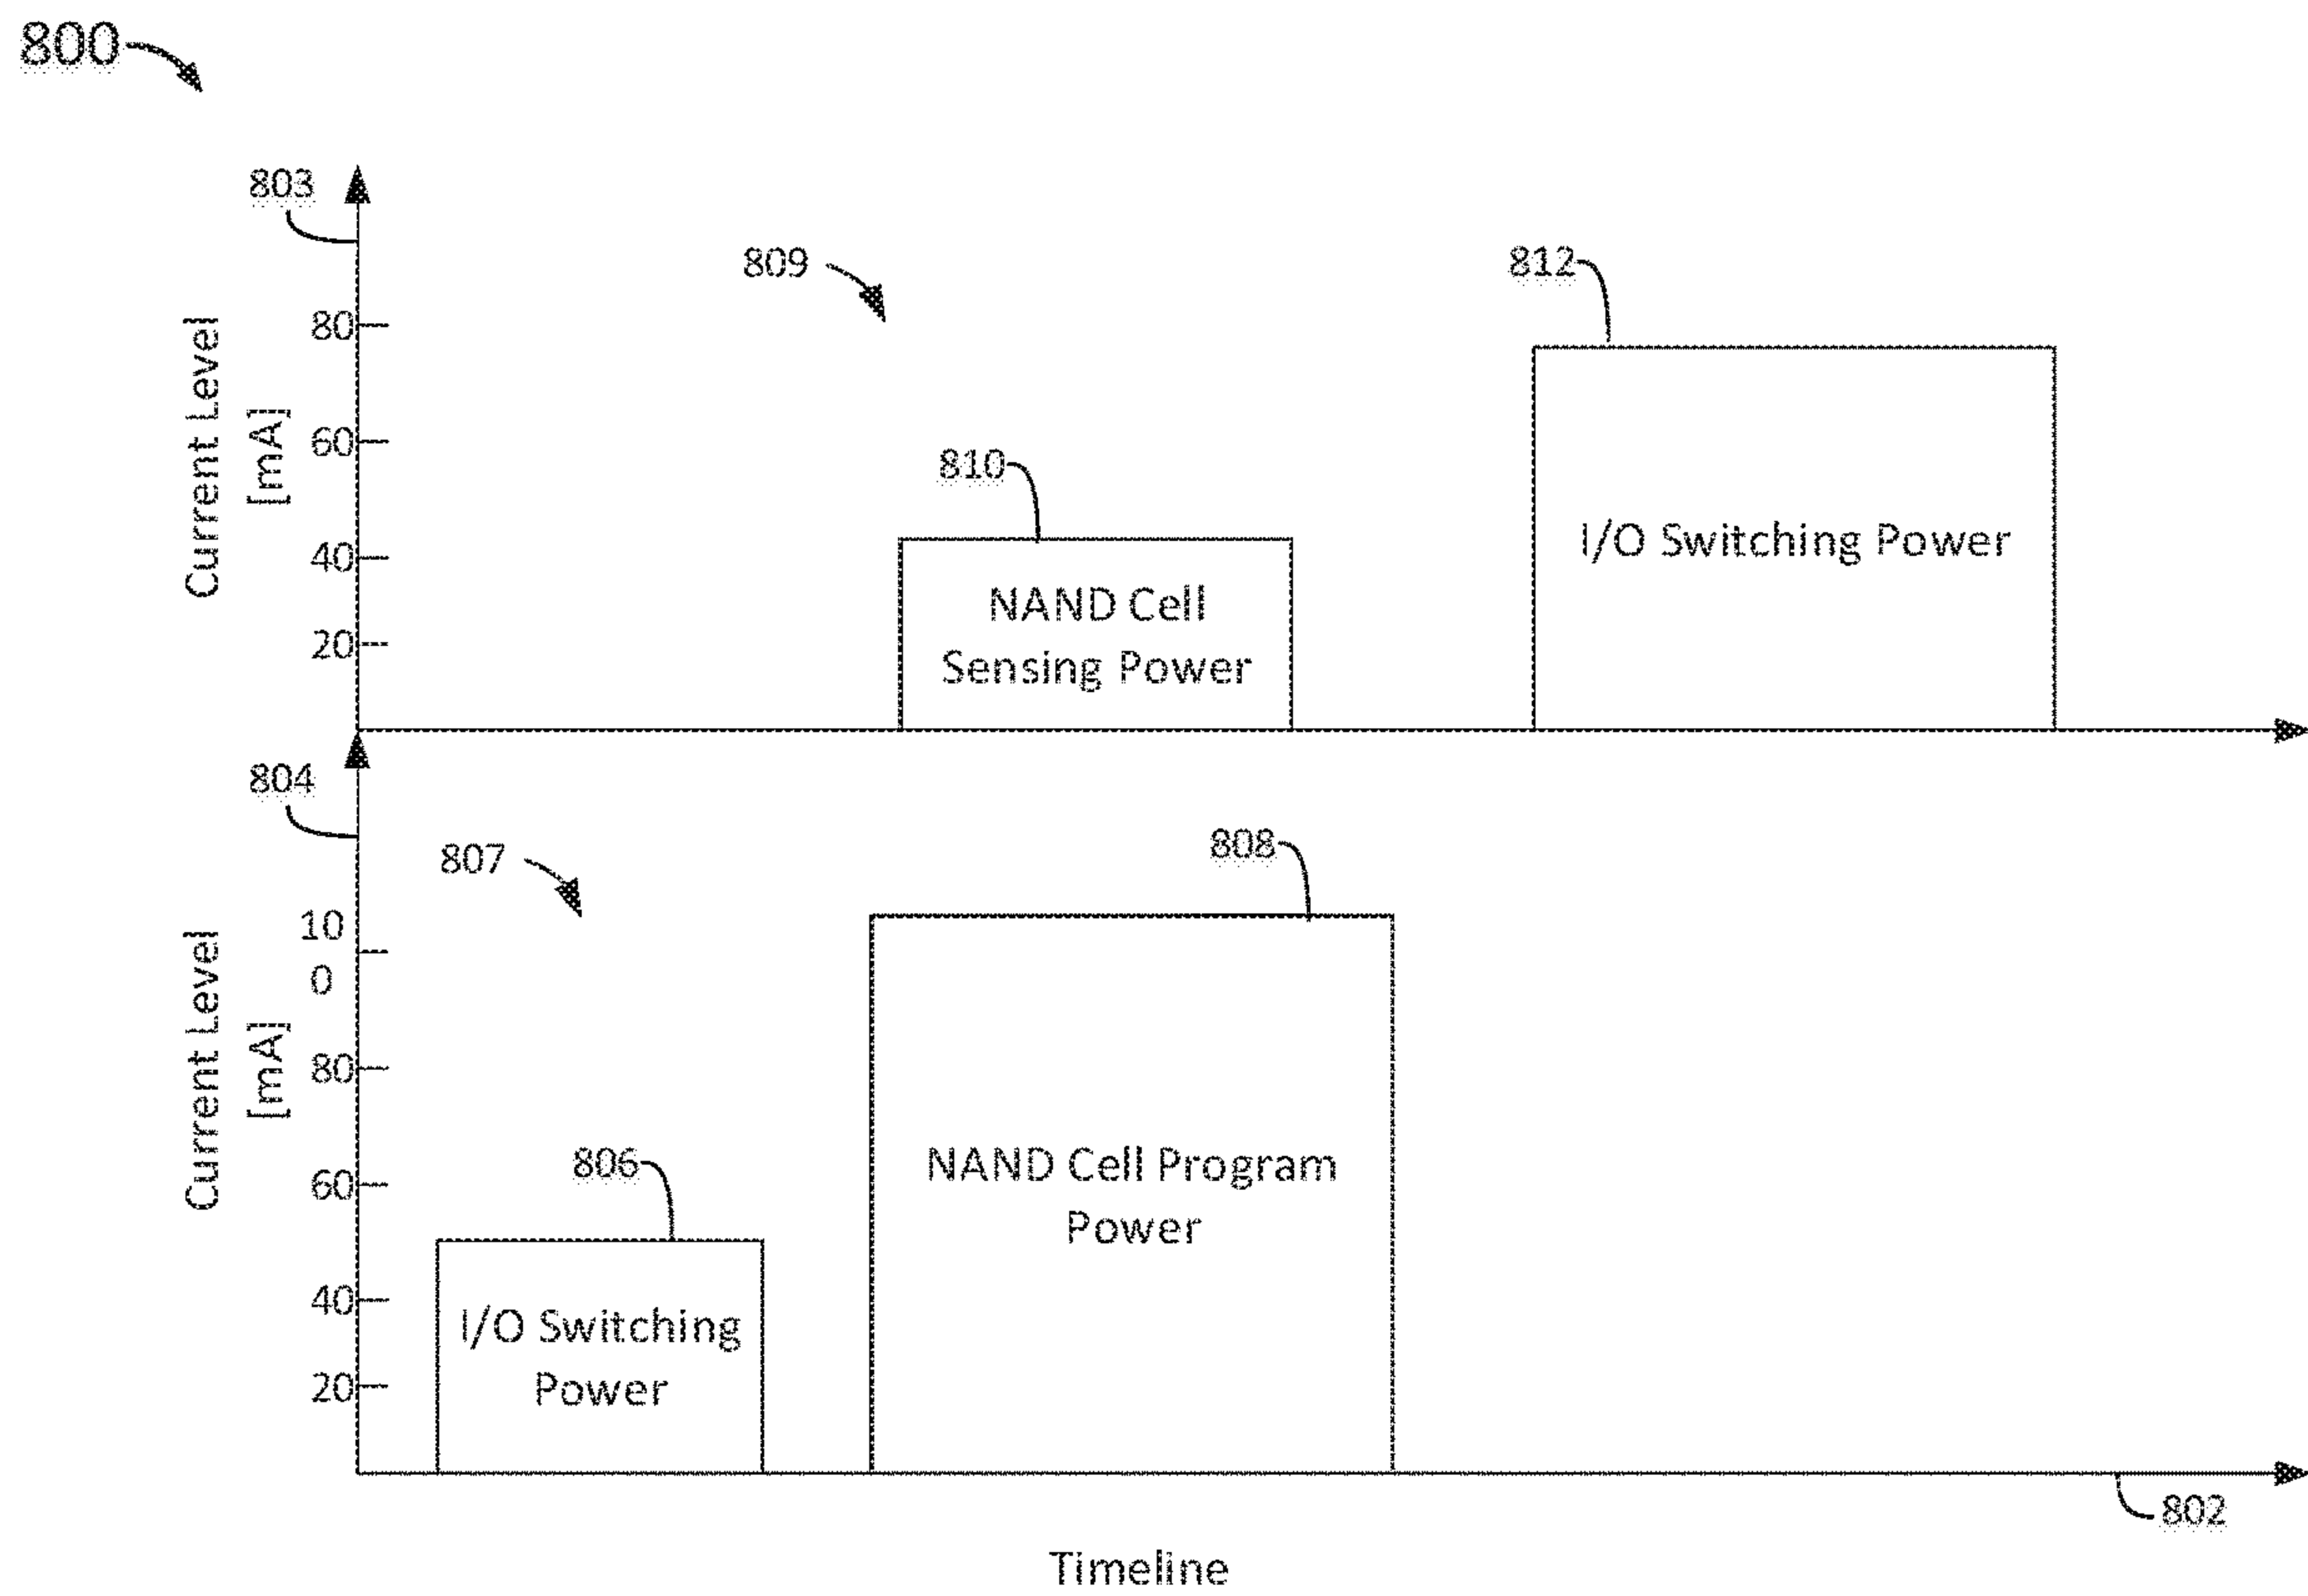 800
803
809
812
80
60
810
40
20
Current Level
[mA]
NAND Cell
Sensing Power
I/O Switching Power
804
807
808
10
0
80
806
60
40
20
Current Level
[mA]
I/O Switching
Power
NAND Cell Program
Power
802
Timeline